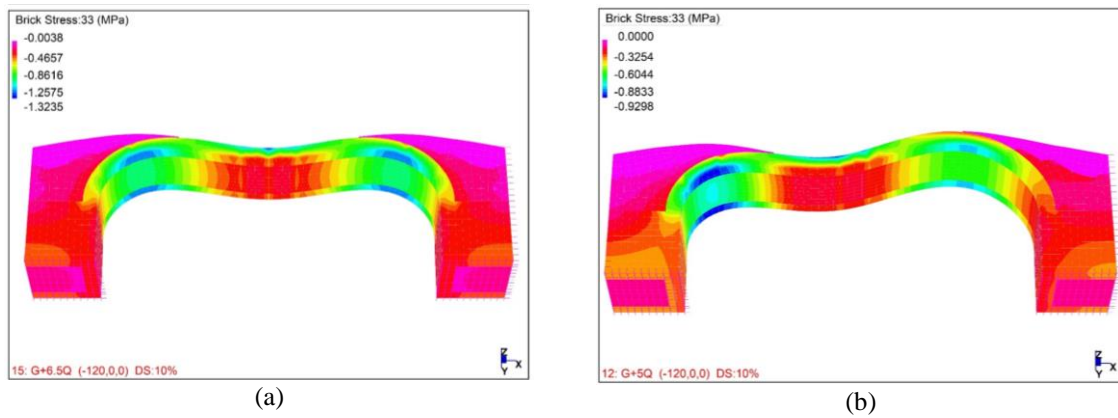 Brick Stress:33 (MPa)
-0.0038
-0.4657
-0.8616
-1.2575
-1.3235
Z
X
Y
15: G+6.5Q (-120,0,0) DS:10%
(a)
Brick Stress:33 (MPa)
0.0000
-0.3254
-0.6044
-0.8833
-0.9298
Z
X
Y
12: G+5Q (-120,0,0) DS:10%
(b)